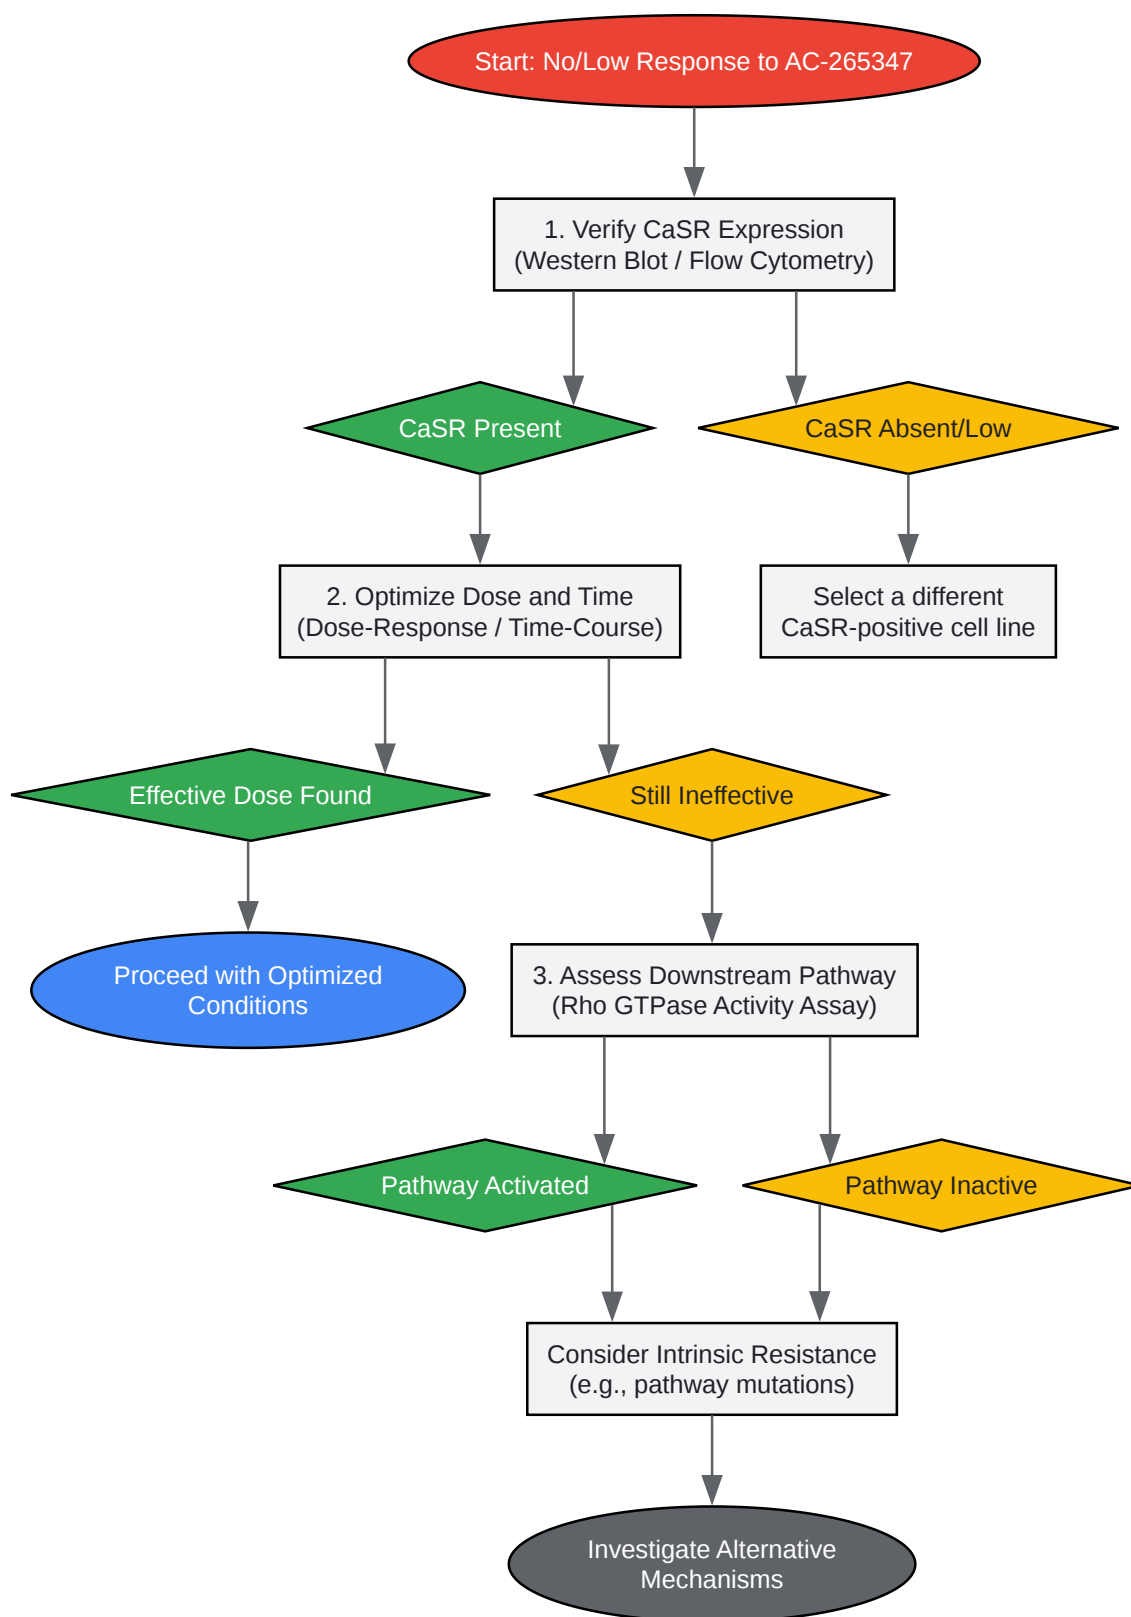 Start: No/Low Response to AC-265347
1. Verify CaSR Expression
(Western Blot / Flow Cytometry)
CaSR Present
CaSR Absent/Low
2. Optimize Dose and Time
(Dose-Response / Time-Course)
Select a different
CaSR-positive cell line
Effective Dose Found
Still Ineffective
Proceed with Optimized
Conditions
3. Assess Downstream Pathway
(Rho GTPase Activity Assay)
Pathway Activated
Pathway Inactive
Consider Intrinsic Resistance
(e.g., pathway mutations)
Investigate Alternative
Mechanisms